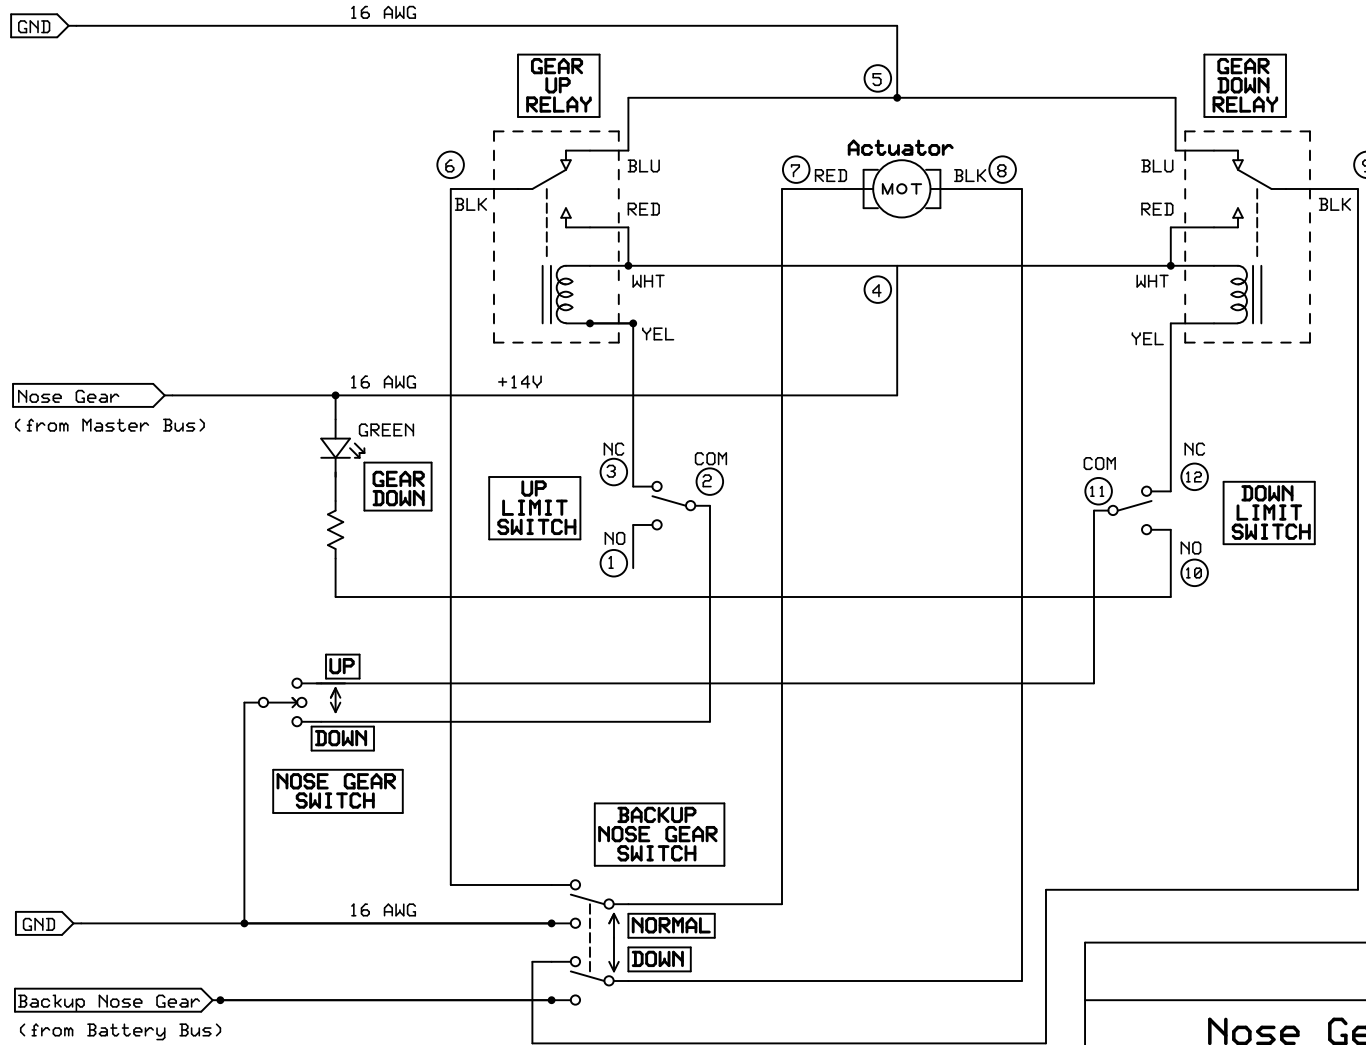 GND
16 AWG
GEAR
UP
RELAY
5
GEAR
DOWN
RELAY
6
BLU
Actuator
7
RED
MOT
BLK
8
BLU
BLK
RED
RED
BLK
WHT
4
WHT
YEL
YEL
Nose Gear
16 AWG
+14V
(from Master Bus)
GREEN
GEAR
DOWN
NC
3
COM
2
UP
LIMIT
SWITCH
NO
1
COM
11
NC
12
DOWN
LIMIT
SWITCH
NO
10
UP
DOWN
NOSE GEAR
SWITCH
BACKUP
NOSE GEAR
SWITCH
GND
16 AWG
NORMAL
DOWN
Backup Nose Gear
(from Battery Bus)
Nose